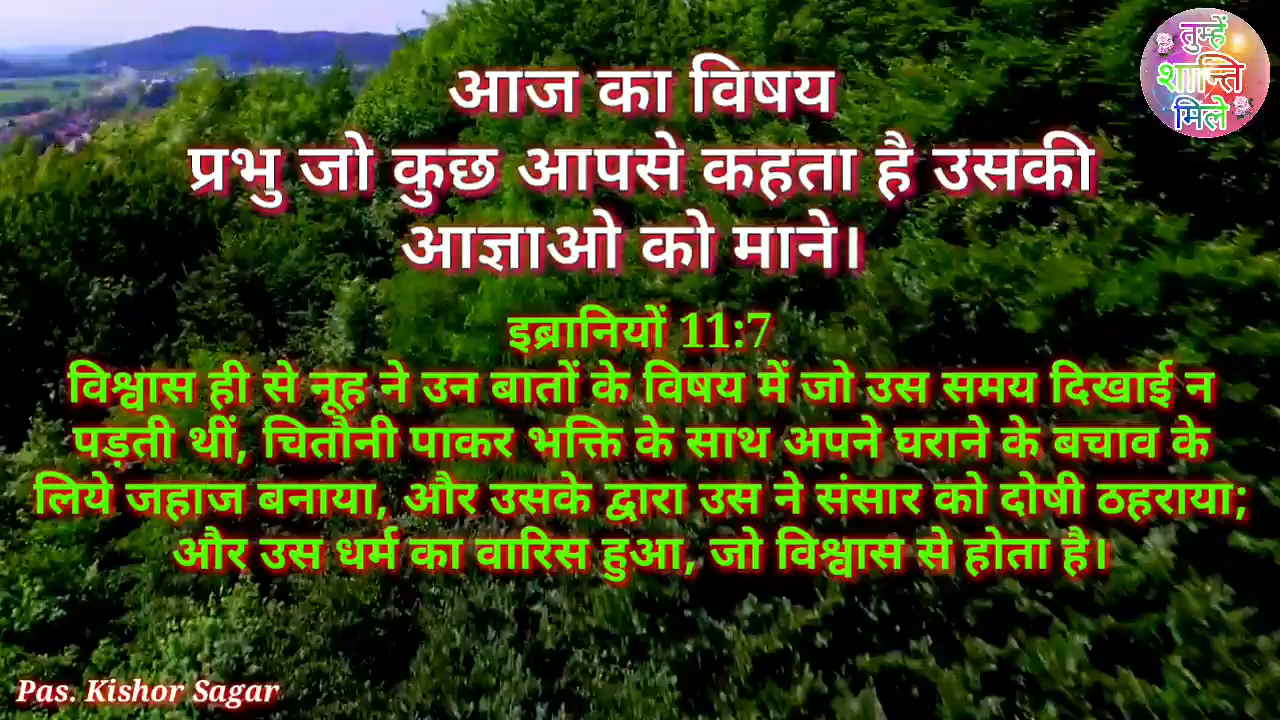 तुम्हें
शान्ति
मिले
आज का विषय
प्रभु जो कुछ आपसे कहता है उसकी
आज्ञाओ को माने।
इब्रानियों 11:7
विश्वास ही से नूह ने उन बातों के विषय में जो उस समय दिखाई न
पड़ती थीं, चितौनी पाकर भक्ति के साथ अपने घराने के बचाव के
लिये जहाज बनाया, और उसके द्वारा उस ने संसार को दोषी ठहराया;
और उस धर्म का वारिस हुआ, जो विश्वास से होता है।
Pas. Kishor Sagar